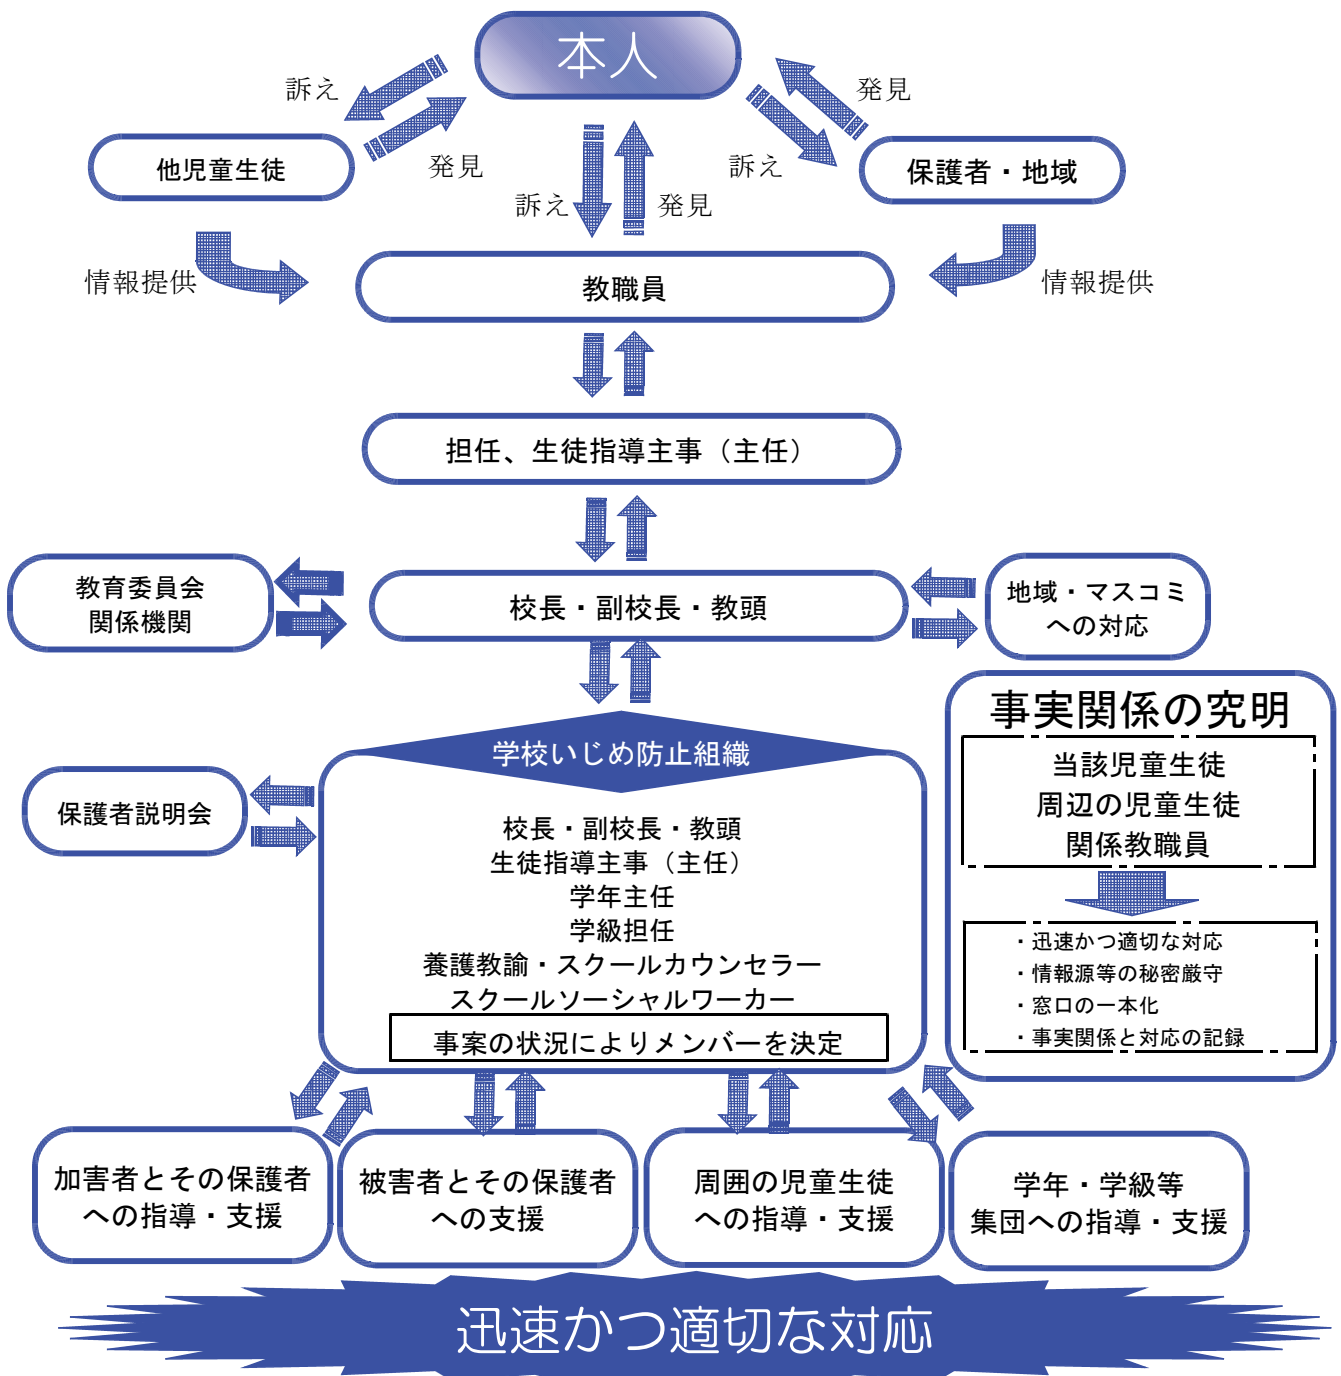 本人
訴え
発見
発見
訴え
訴え
発見
他児童生徒
保護者・地域
情報提供
情報提供
教職員
担任、生徒指導主事（主任）
教育委員会
関係機関
校長・副校長・教頭
地域・マスコミ
への対応
学校いじめ防止組織
保護者説明会
校長・副校長・教頭
生徒指導主事（主任）
学年主任
学級担任
養護教諭・スクールカウンセラー
スクールソーシャルワーカー
事案の状況によりメンバーを決定
事実関係の究明
当該児童生徒
周辺の児童生徒
関係教職員
・迅速かつ適切な対応
・情報源等の秘密厳守
・窓口の一本化
・事実関係と対応の記録
加害者とその保護者
への指導・支援
被害者とその保護者
への支援
周囲の児童生徒
への指導・支援
学年・学級等
集団への指導・支援
迅速かつ適切な対応